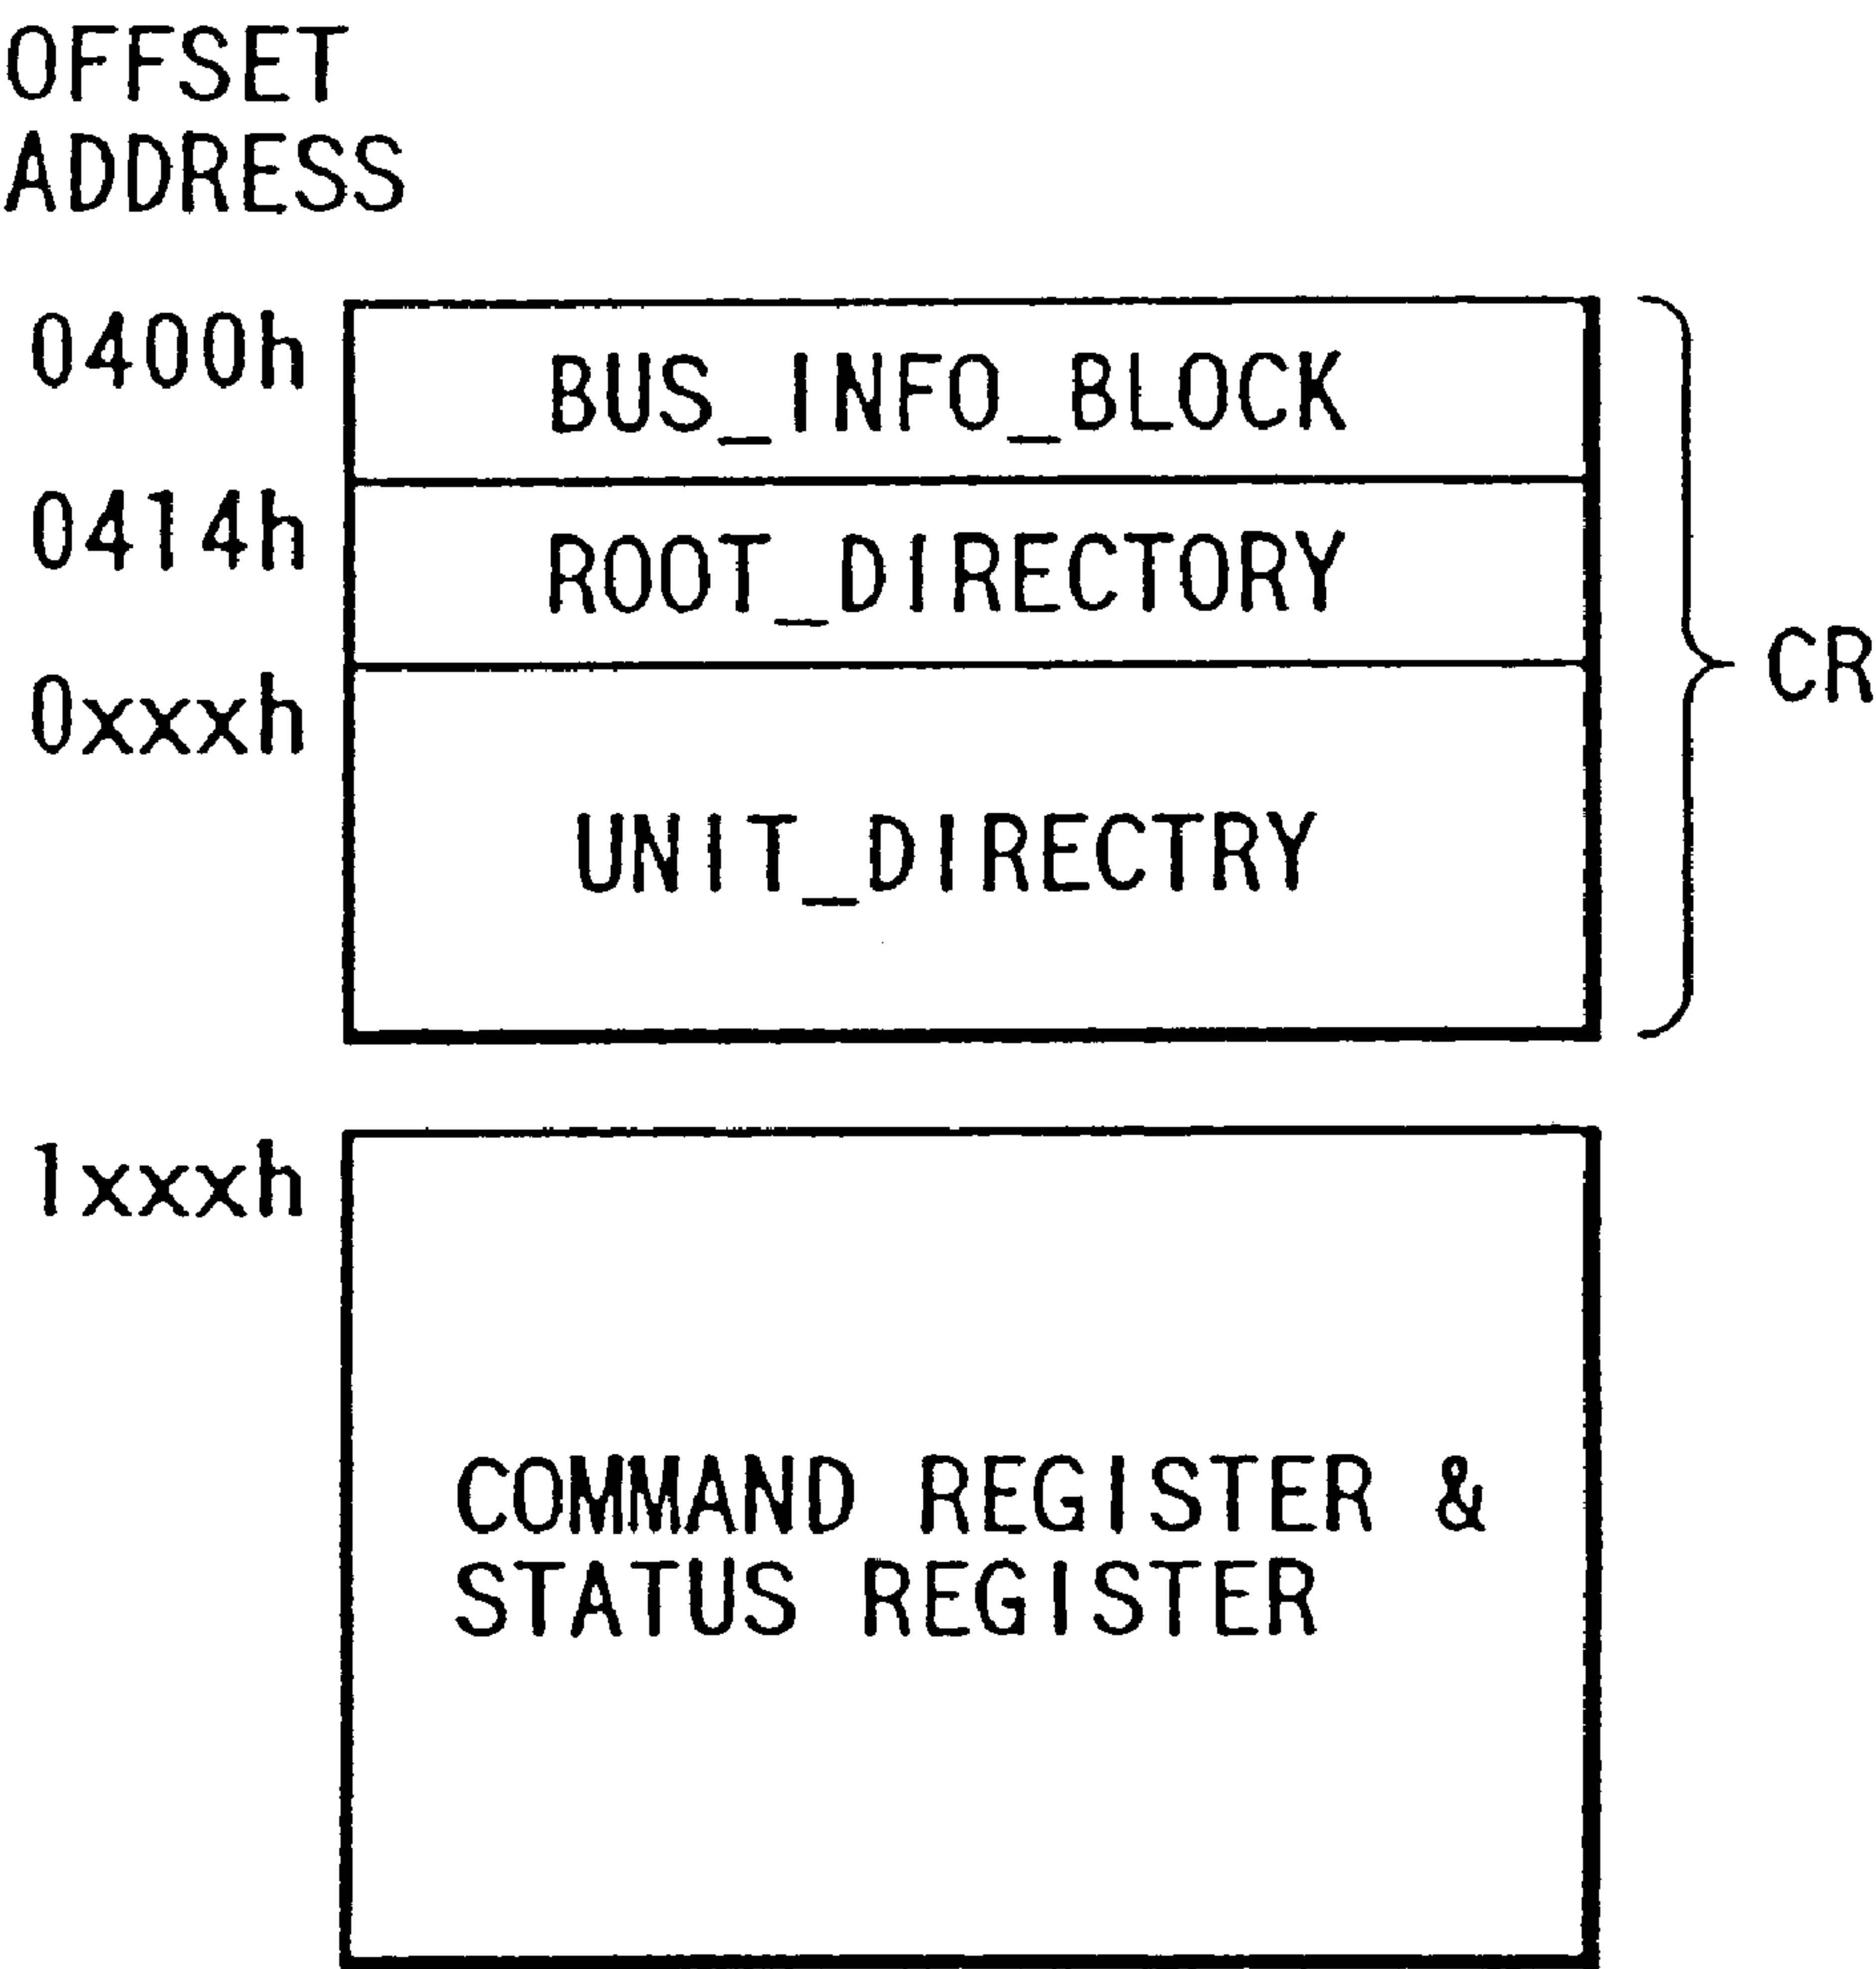 OFFSET
ADDRESS
0400h
BUS_INFO_BLOCK
0414h
ROOT_DIRECTORY
0xxxh
CR
UNIT_DIRECTRY
1xxxh
COMMAND REGISTER &
STATUS REGISTER